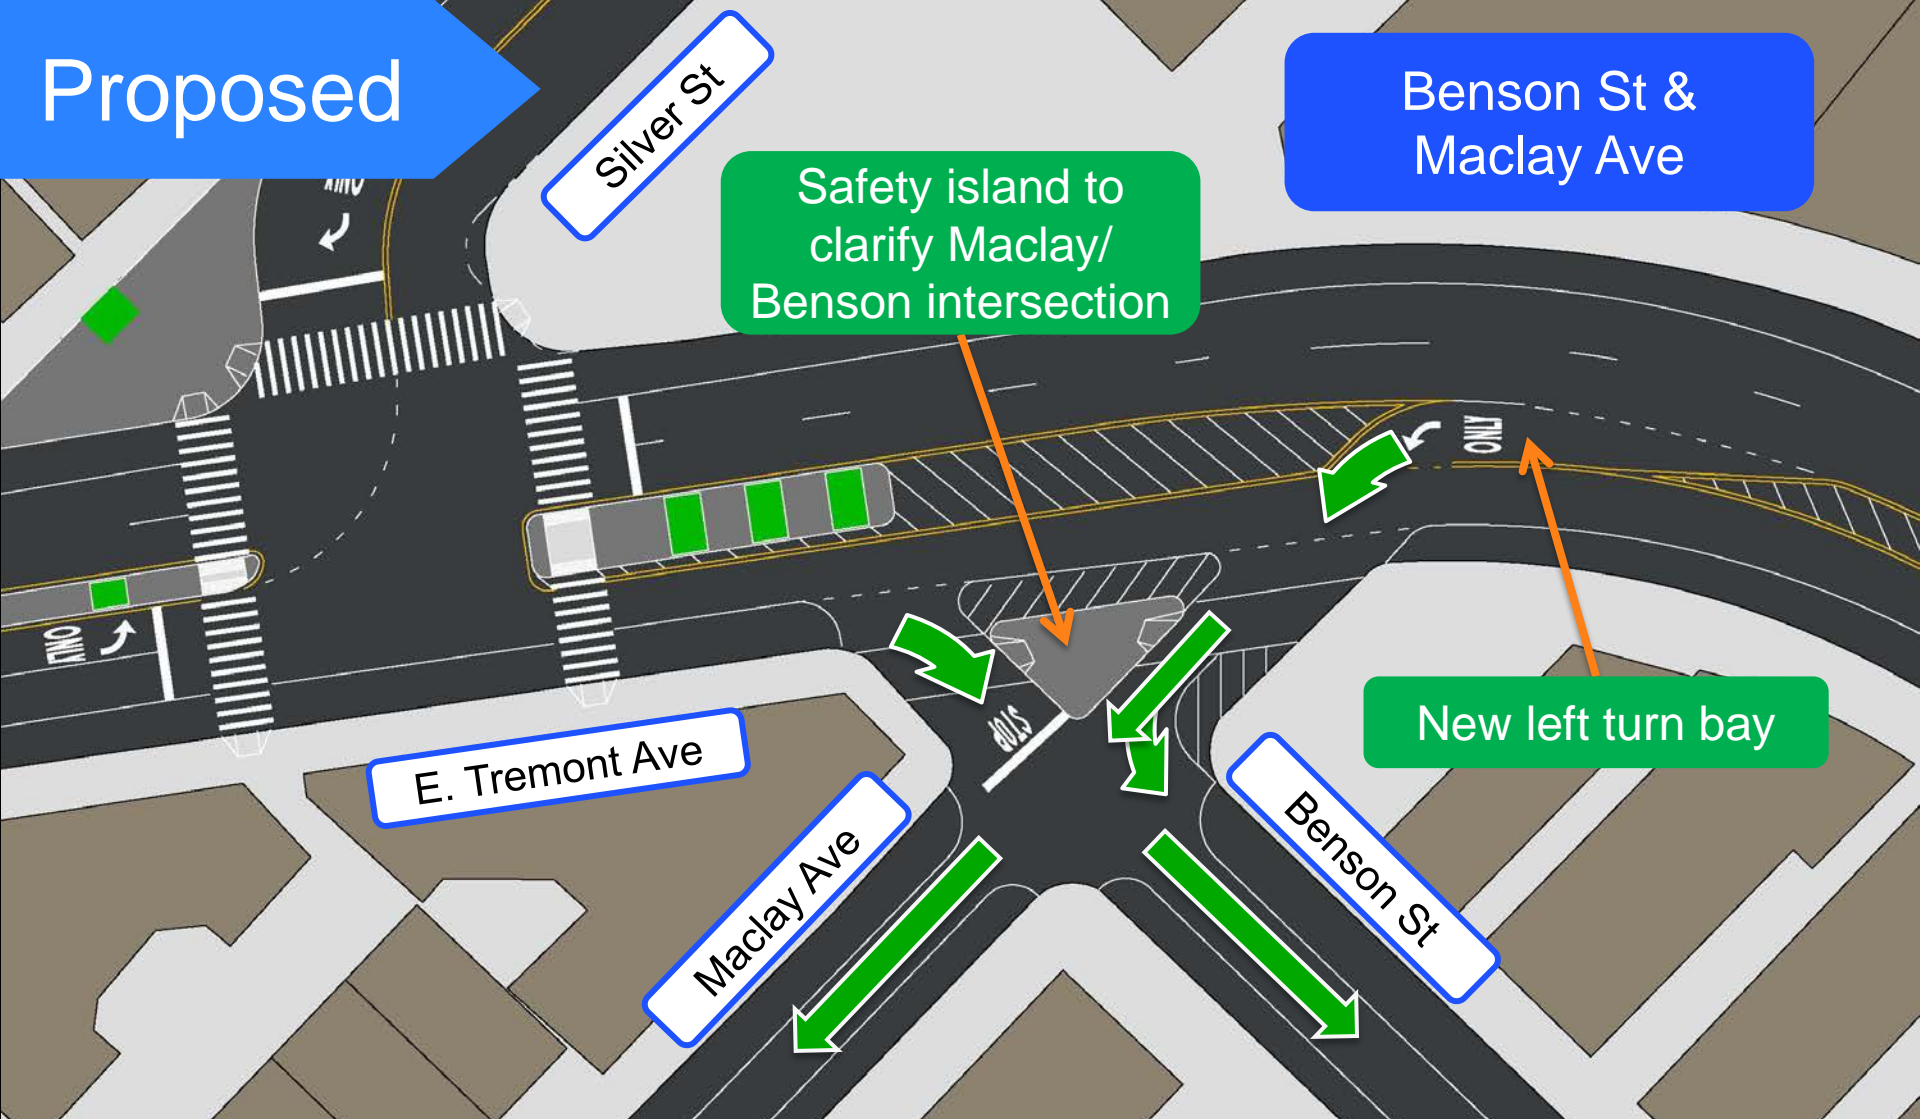 Proposed
Silver St
Benson St &
Maclay Ave
Safety island to
clarify Maclay/
Benson intersection
ONLY
ONLY
ONLY
New left turn bay
STOP
E. Tremont Ave
Maclay Ave
Benson St